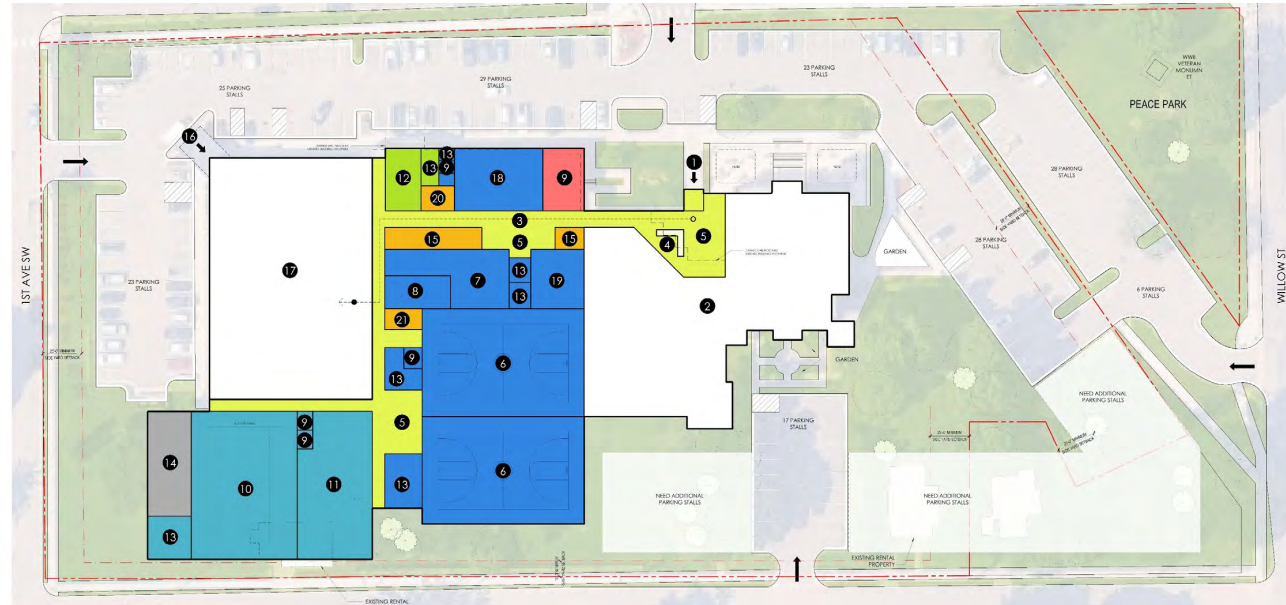 WWII
VETERAN
MONUMN
ET
PEACE PARK
23 PARKING
STALLS
29 PARKING
STALLS
25 PARKING
STALLS
16
1
12
13
13
9
18
9
20
28 PARKING
STALLS
3
15
5
15
4
5
28 PARKING
STALLS
GARDEN
17
7
13
19
8
13
2
23 PARKING
STALLS
1ST AVE SW
WILLOW ST
6 PARKING
STALLS
21
9
13
6
GARDEN
NEED ADDITIONAL
PARKING STALLS
9
5
9
17 PARKING
STALLS
14
10
11
13
6
NEED ADDITIONAL
PARKING STALLS
NEED ADDITIONAL
PARKING STALLS
13
EXISTING RENTAL
PROPERTY
EXISTING RENTAL